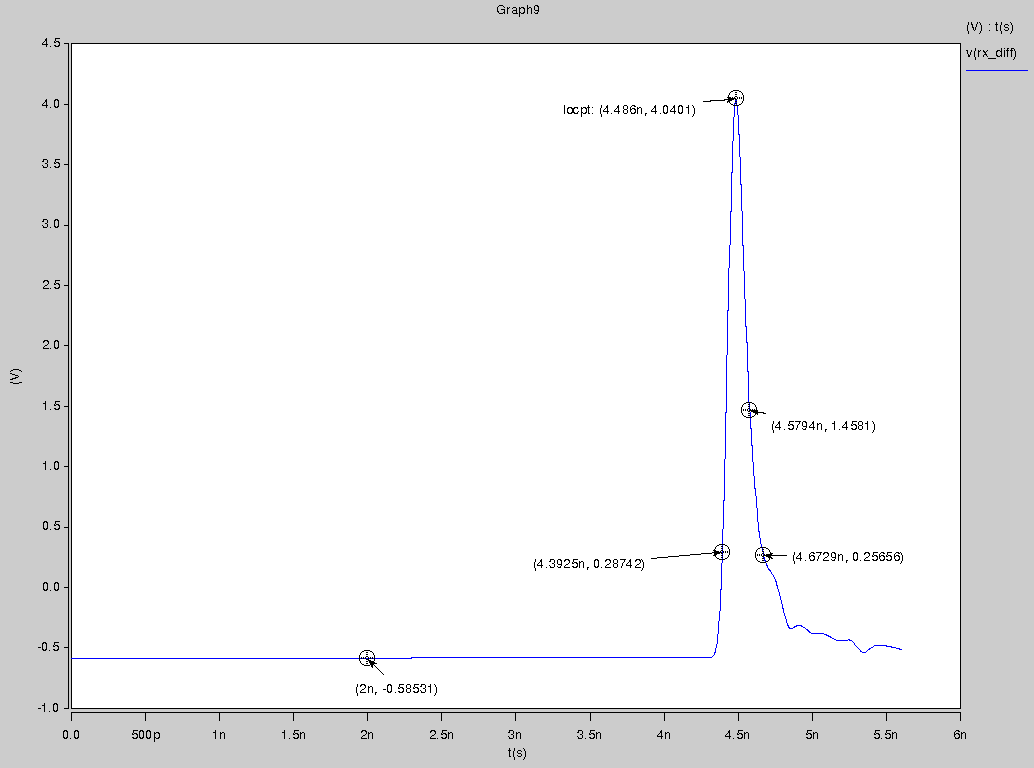 Graph9
(V) : t(s)
v(rx_diff)
4.5
4.0
3.5
3.0
2.5
2.0
1.5
1.0
0.5
0.0
-0.5
-1.0
(V)
locpt: (4.486n, 4.0401)
(4.5794n, 1.4581)
(4.3925n, 0.28742)
(4.6729n, 0.25656)
(2n, -0.58531)
0.0 500p 1n 1.5n 2n 2.5n 3n 3.5n 4n 4.5n 5n 5.5n 6n
t(s)